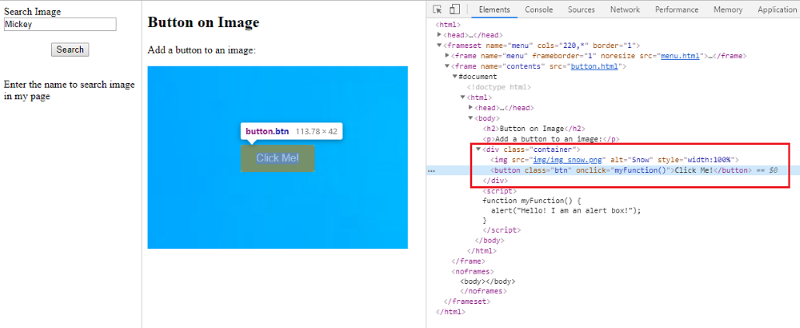 Search Image
Mickey
Search
Enter the name to search image
in my page
Button on Image
Add a button to an image:
button.btn 113.78 × 42
Click Me!
Elements Console Sources Network Performance Memory Application
<html>
<head>…</head>
<frameset name="menu" cols="220,*" border="1">
<frame name="menu" frameborder="1" noresize src="menu.html">…</frame>
<frame name="contents" src="button.html">
#document
<!doctype html>
<html>
<head>…</head>
<body>
<h2>Button on Image</h2>
<p>Add a button to an image:</p>
<div class="container">
<img src="img/img_snow.png" alt="Snow" style="width:100%">
… <button class="btn" onclick="myFunction()">Click Me!</button> == $0
</div>
<script>
function myFunction() {
alert("Hello! I am an alert box!");
}
</script>
</body>
</html>
</frame>
<noframes>
<body></body>
</noframes>
</frameset>
</html>